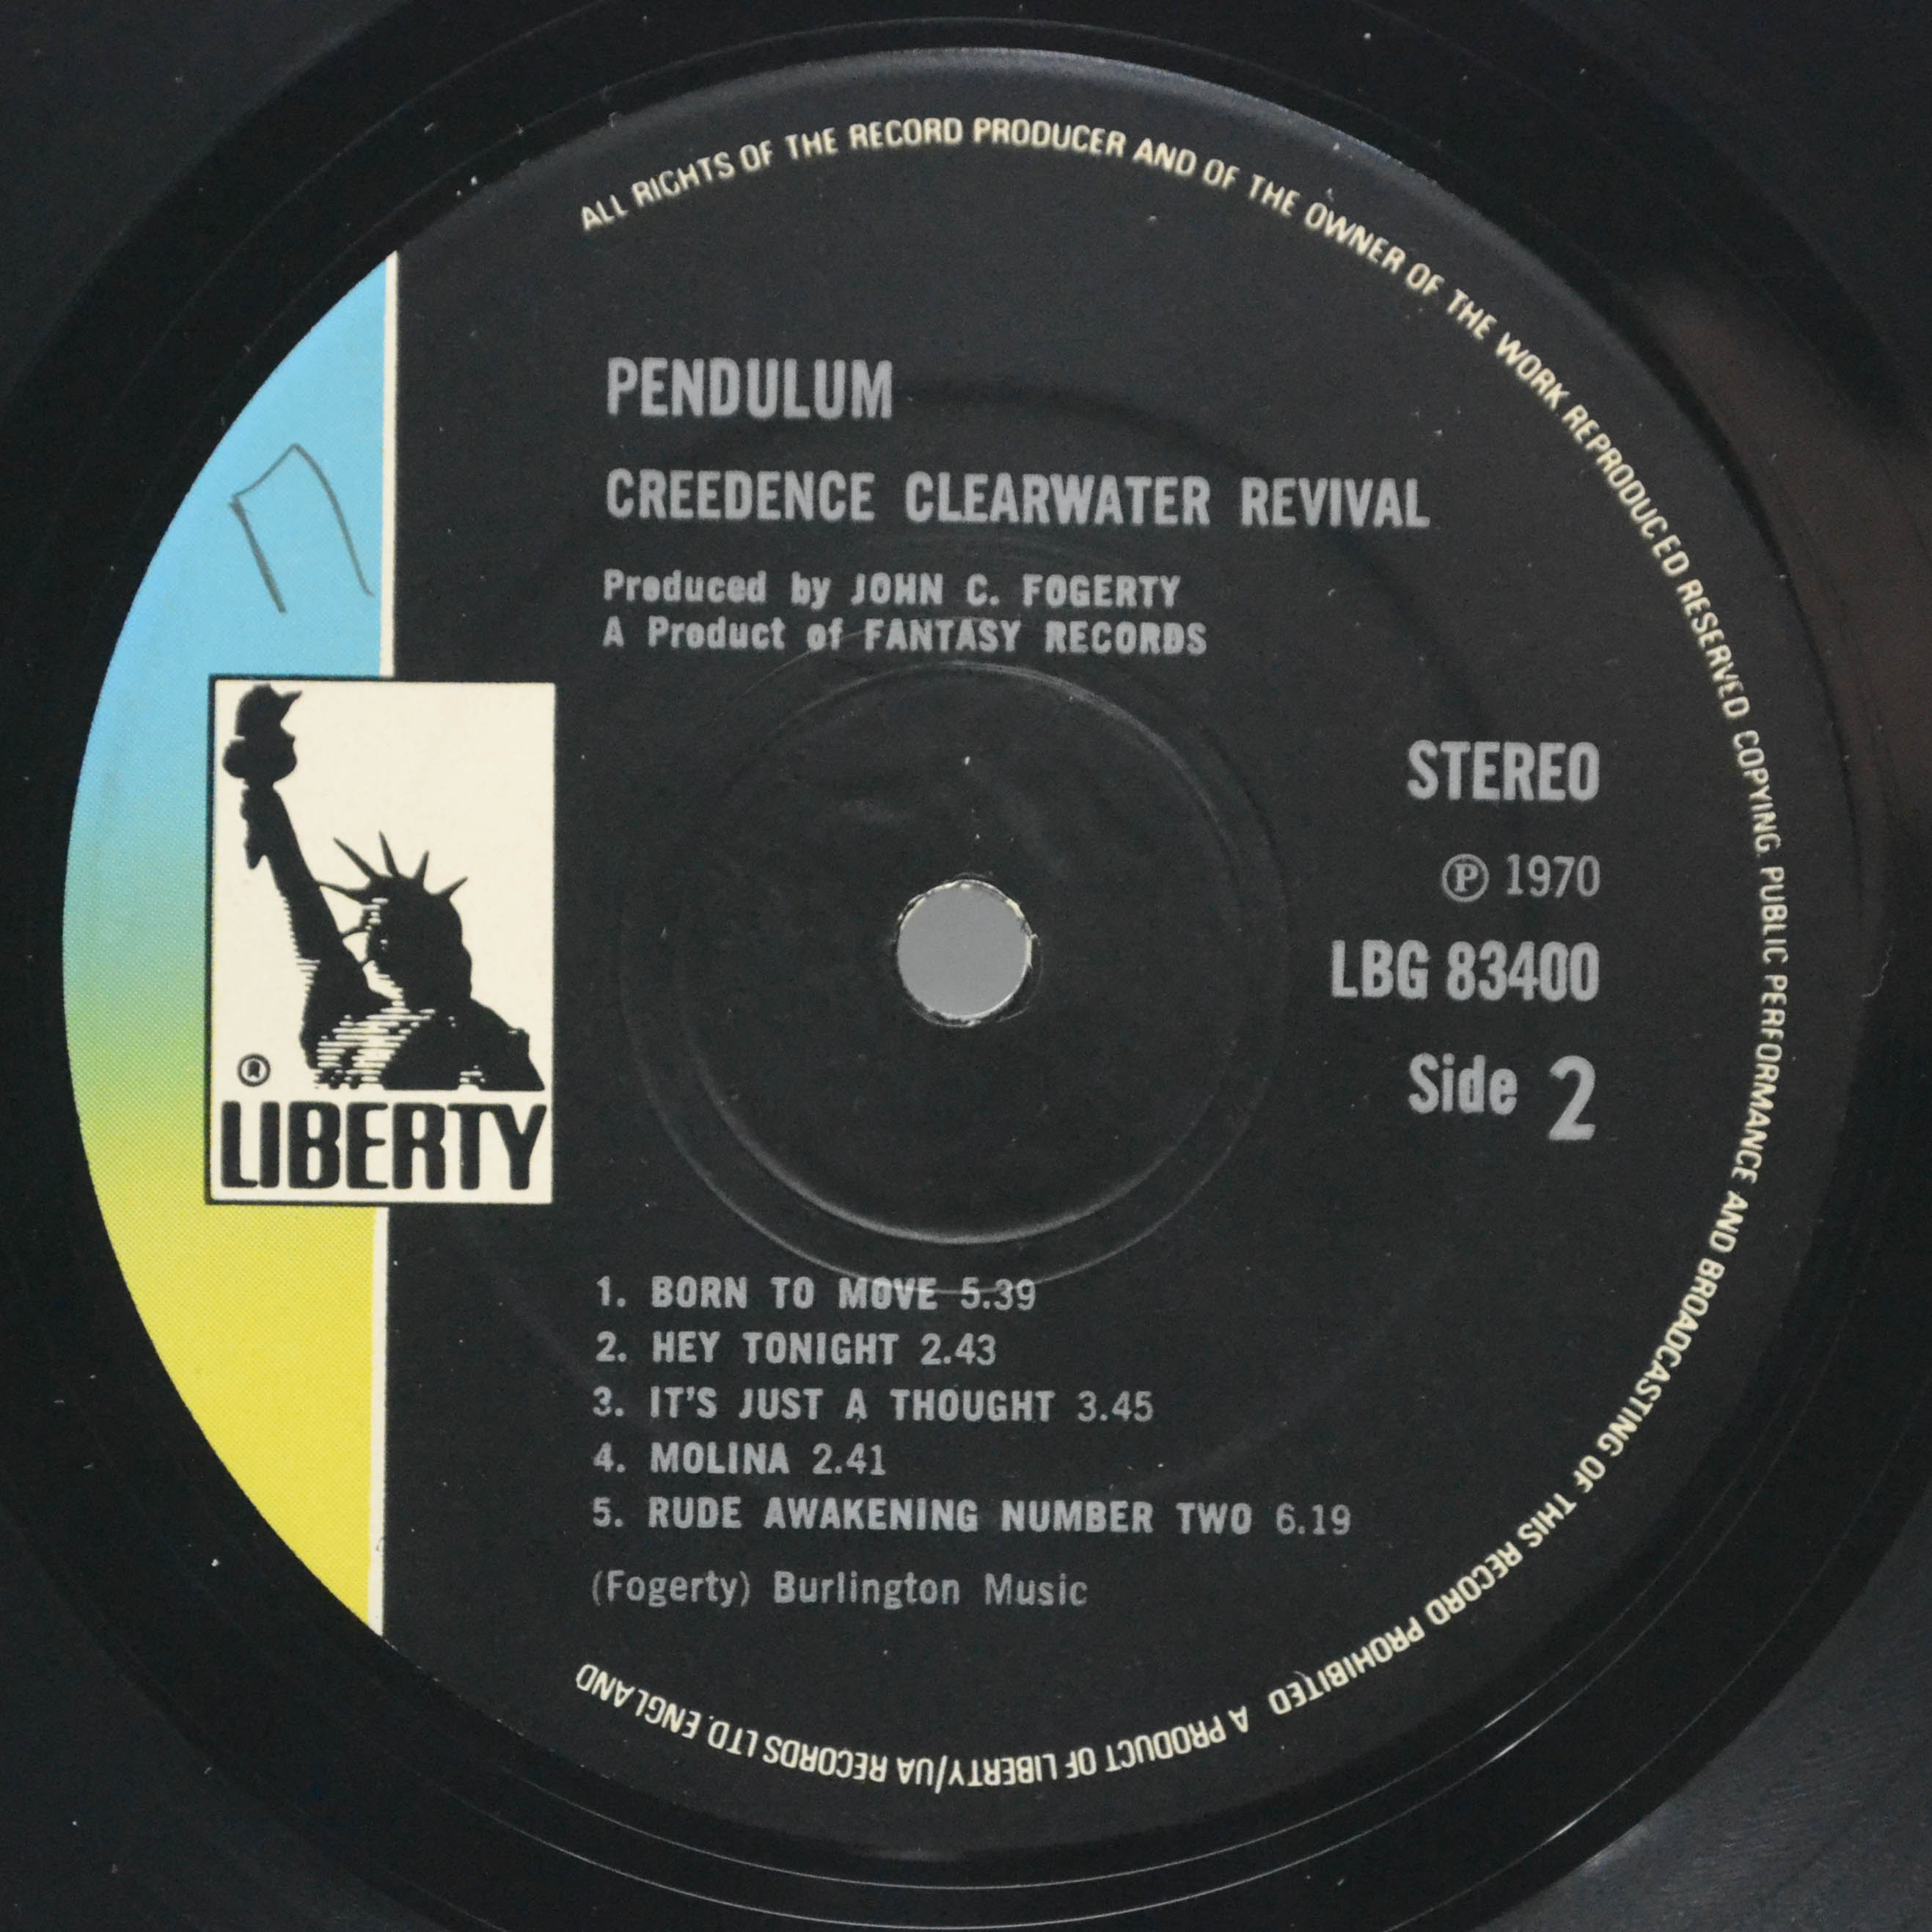 ALL RIGHTS OF THE RECORD PRODUCER AND OF THE OWNER OF THE WORK REPRODUCED RESERVED COPYING, PUBLIC PERFORMANCE AND BROADCASTING OF THIS RECORD PROHIBITED A PRODUCT OF LIBERTY/UA RECORDS LTD. ENGLAND
PENDULUM
CREEDENCE CLEARWATER REVIVAL
Produced by JOHN C. FOGERTY
A Product of FANTASY RECORDS
STEREO
℗ 1970
LBG 83400
Side 2
®
LIBERTY
1. BORN TO MOVE 5.39
2. HEY TONIGHT 2.43
3. IT'S JUST A THOUGHT 3.45
4. MOLINA 2.41
5. RUDE AWAKENING NUMBER TWO 6.19
(Fogerty) Burlington Music